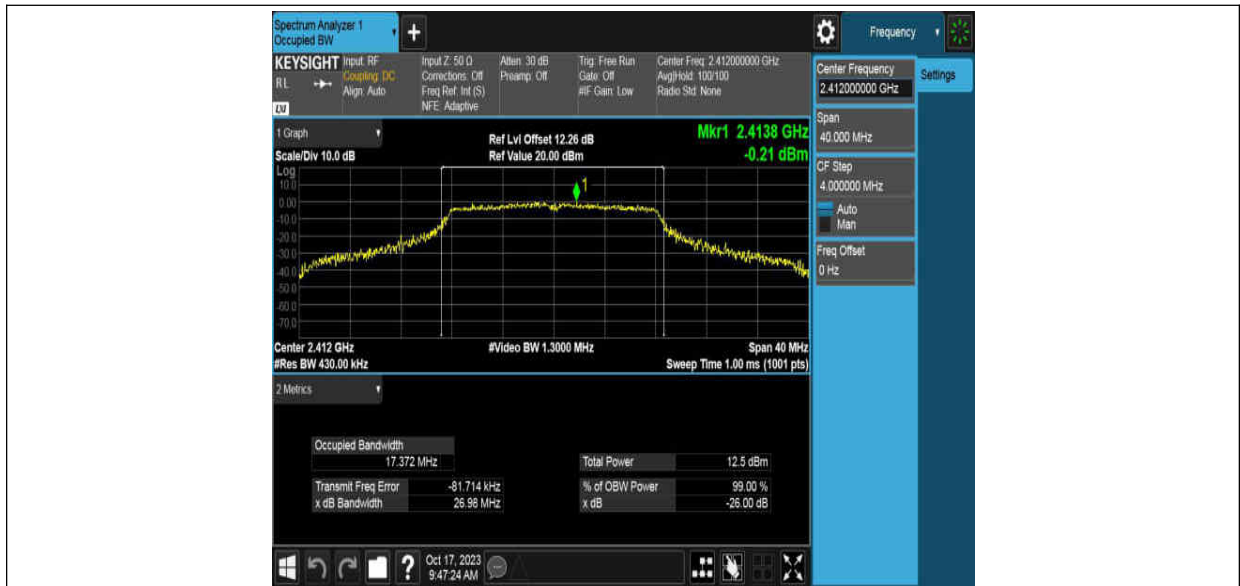 Spectrum Analyzer 1
Occupied BW
+
Frequency
KEYSIGHT
RL
LXI
Input: RF
Coupling: DC
Align: Auto
Input Z: 50 Ω
Corrections: Off
Freq Ref: Int (S)
NFE: Adaptive
Atten: 30 dB
Preamp: Off
Trig: Free Run
Gate: Off
#IF Gain: Low
Center Freq: 2.412000000 GHz
Avg|Hold: 100/100
Radio Std: None
Center Frequency
2.412000000 GHz
Settings
Span
40.000 MHz
CF Step
4.000000 MHz
Auto
Man
Freq Offset
0 Hz
1 Graph
Scale/Div 10.0 dB
Ref Lvl Offset 12.26 dB
Ref Value 20.00 dBm
Mkr1 2.4138 GHz
-0.21 dBm
Log
10.0
0.00
-10.0
-20.0
-30.0
-40.0
-50.0
-60.0
-70.0
1
Center 2.412 GHz
#Res BW 430.00 kHz
#Video BW 1.3000 MHz
Span 40 MHz
Sweep Time 1.00 ms (1001 pts)
2 Metrics
Occupied Bandwidth
17.372 MHz
Total Power 12.5 dBm
Transmit Freq Error -81.714 kHz
% of OBW Power 99.00 %
x dB Bandwidth 26.98 MHz
x dB -26.00 dB
?
Oct 17, 2023
9:47:24 AM